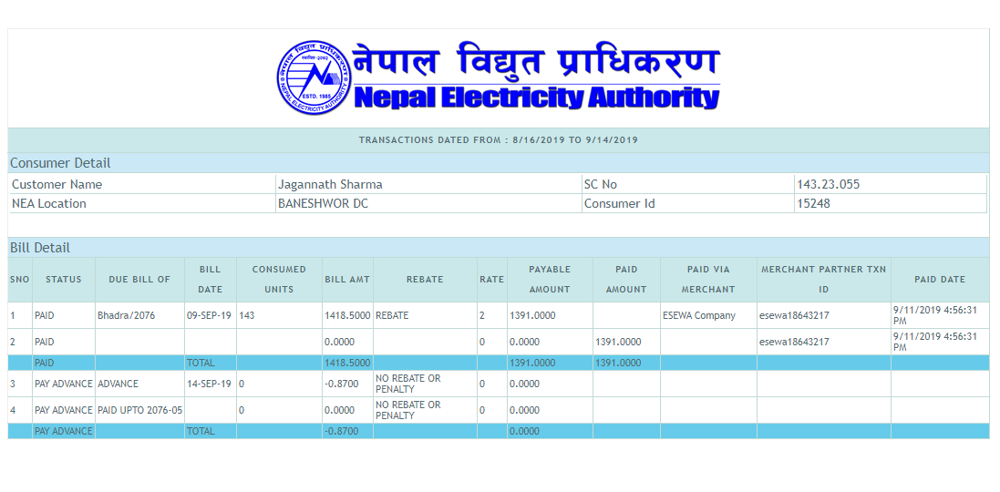 नेपाल विद्युत प्राधिकरण
Nepal Electricity Authority
नेपाल विद्युत प्राधिकरण
स्थापित-२०४२
ESTD. 1985
NEPAL ELECTRICITY AUTHORITY
TRANSACTIONS DATED FROM : 8/16/2019 TO 9/14/2019
Consumer Detail
Customer Name Jagannath Sharma SC No 143.23.055
NEA Location BANESHWOR DC Consumer Id 15248
Bill Detail
SNO STATUS DUE BILL OF BILL DATE CONSUMED UNITS BILL AMT REBATE RATE PAYABLE AMOUNT PAID AMOUNT PAID VIA MERCHANT MERCHANT PARTNER TXN ID PAID DATE
1 PAID Bhadra/2076 09-SEP-19 143 1418.5000 REBATE 2 1391.0000 ESEWA Company esewa18643217 9/11/2019 4:56:31 PM
2 PAID 0.0000 0 0.0000 1391.0000 esewa18643217 9/11/2019 4:56:31 PM
PAID TOTAL 1418.5000 1391.0000 1391.0000
3 PAY ADVANCE ADVANCE 14-SEP-19 0 -0.8700 NO REBATE OR PENALTY 0 0.0000
4 PAY ADVANCE PAID UPTO 2076-05 0 0.0000 NO REBATE OR PENALTY 0 0.0000
PAY ADVANCE TOTAL -0.8700 0.0000